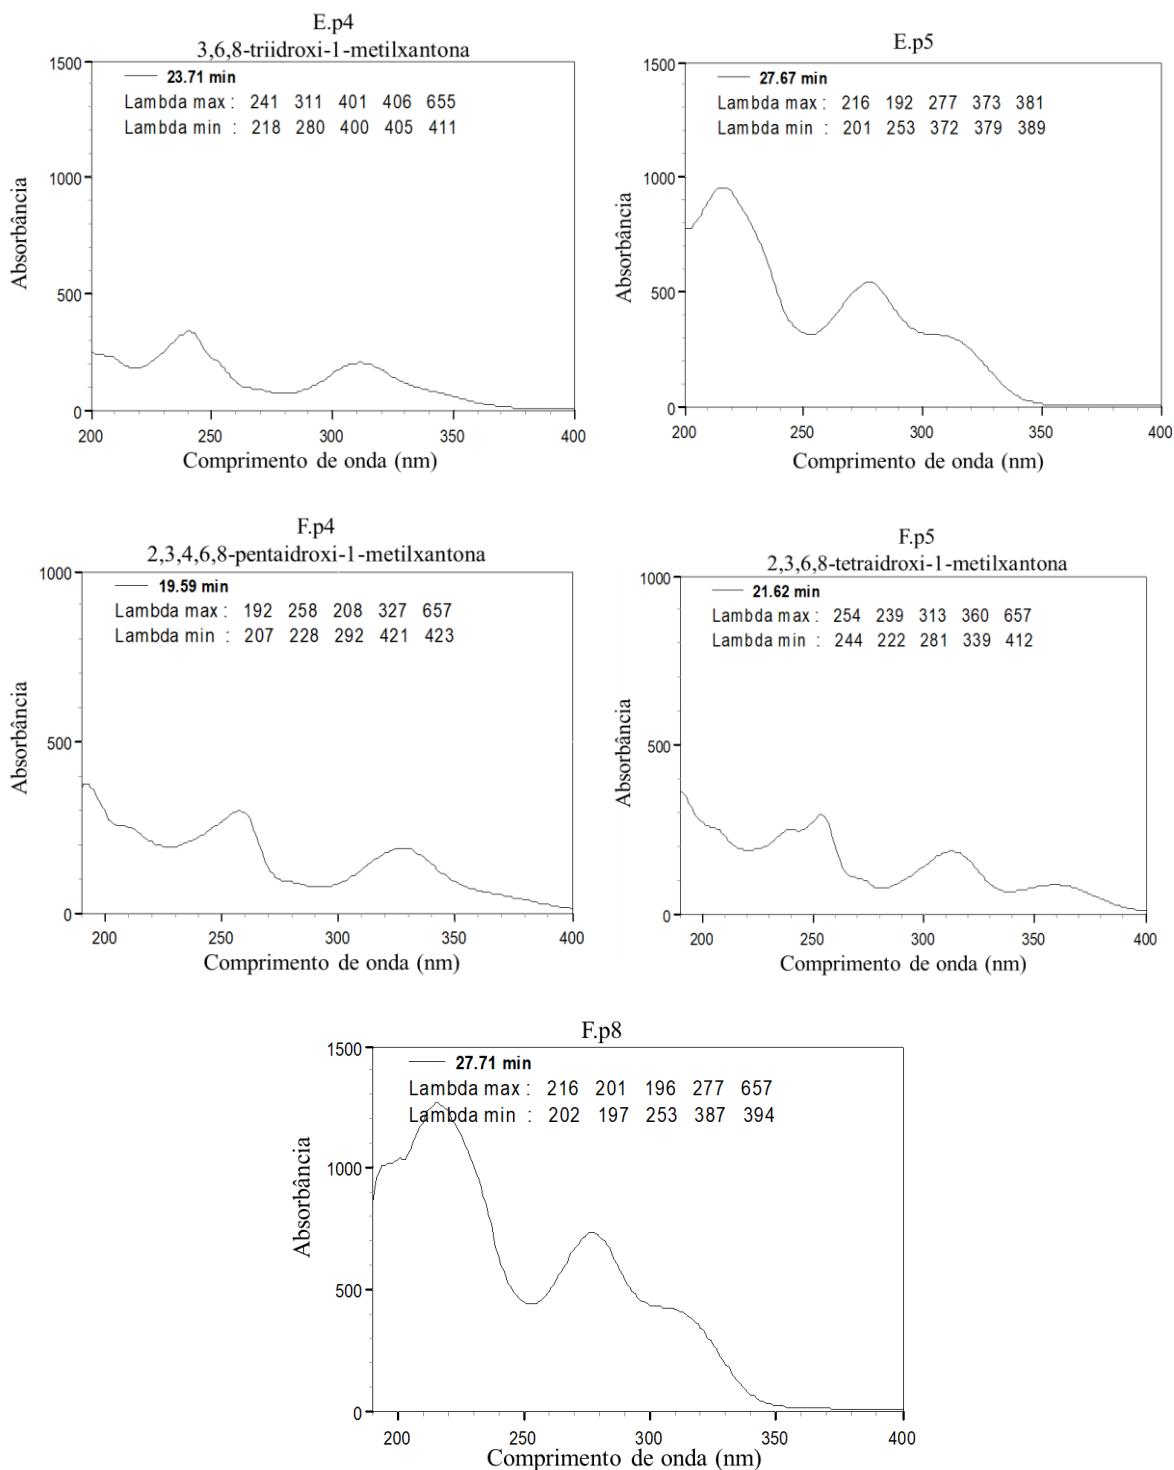 E.p4
3,6,8-triidroxi-1-metilxantona
23.71 min
Lambda max : 241 311 401 406 655
Lambda min : 218 280 400 405 411
1500
1000
500
0
200 250 300 350 400
Absorbância
Comprimento de onda (nm)
E.p5
27.67 min
Lambda max : 216 192 277 373 381
Lambda min : 201 253 372 379 389
1500
1000
500
0
200 250 300 350 400
Absorbância
Comprimento de onda (nm)
F.p4
2,3,4,6,8-pentaidroxi-1-metilxantona
19.59 min
Lambda max : 192 258 208 327 657
Lambda min : 207 228 292 421 423
1000
500
0
200 250 300 350 400
Absorbância
Comprimento de onda (nm)
F.p5
2,3,6,8-tetraidroxi-1-metilxantona
21.62 min
Lambda max : 254 239 313 360 657
Lambda min : 244 222 281 339 412
1000
500
0
200 250 300 350 400
Absorbância
Comprimento de onda (nm)
F.p8
27.71 min
Lambda max : 216 201 196 277 657
Lambda min : 202 197 253 387 394
1500
1000
500
0
200 250 300 350 400
Absorbância
Comprimento de onda (nm)